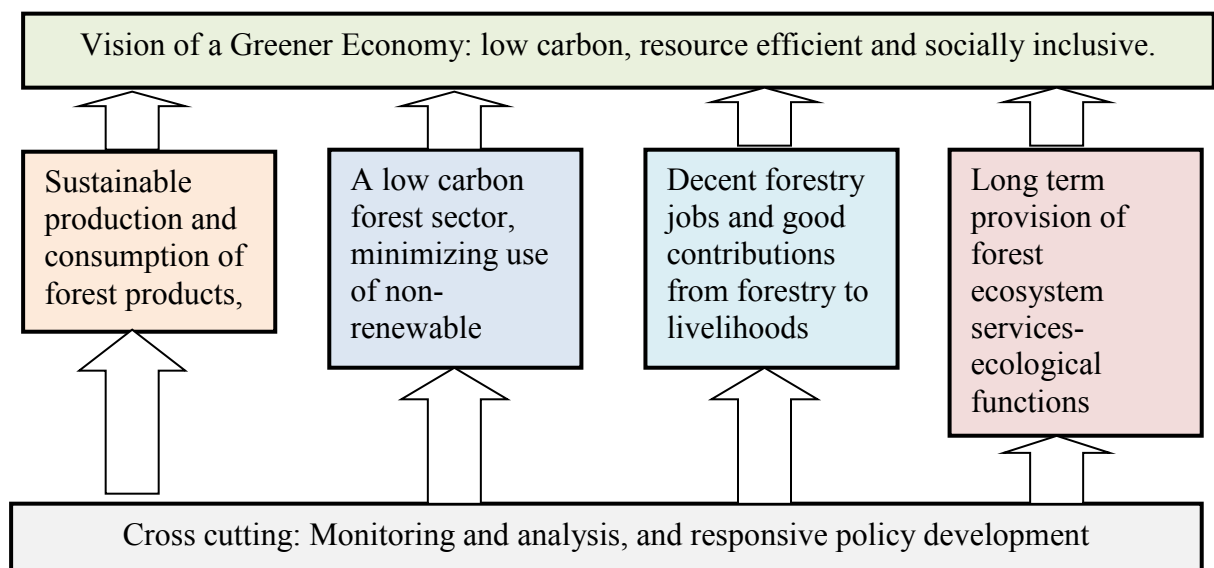 Vision of a Greener Economy: low carbon, resource efficient and socially inclusive.
Sustainable
production and
consumption of
forest products,
A low carbon
forest sector,
minimizing use
of non-
renewable
Decent forestry
jobs and good
contributions
from forestry to
livelihoods
Long term
provision of
forest
ecosystem
services-
ecological
functions
Cross cutting: Monitoring and analysis, and responsive policy development